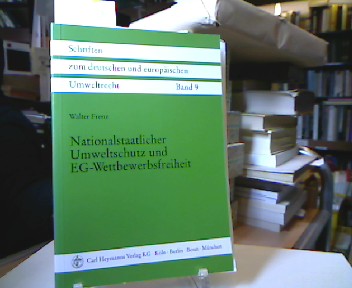 Schriften
zum deutschen und europäischen
Umweltrecht Band 9
Walter Frenz
Nationalstaatlicher
Umweltschutz und
EG-Wettbewerbsfreiheit
Carl Heymanns Verlag KG · Köln · Berlin · Bonn · München